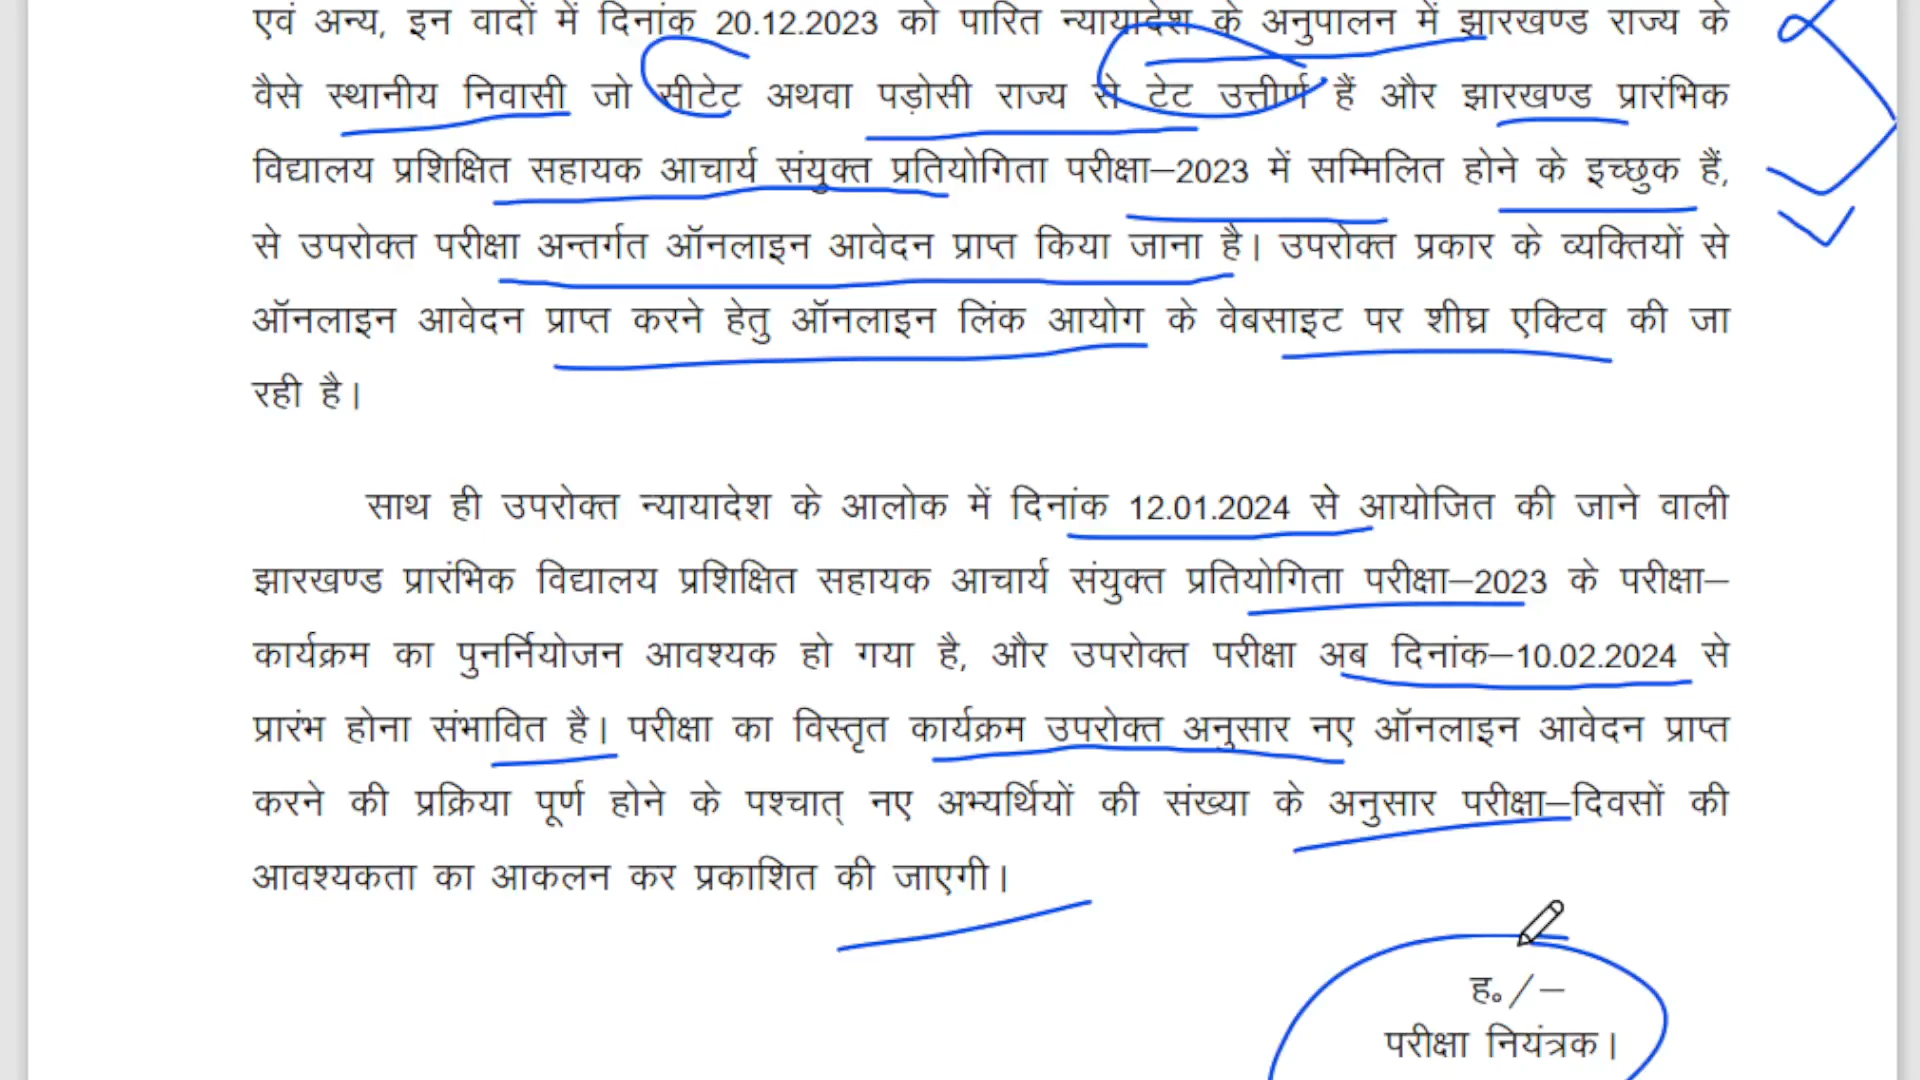 एवं अन्य, इन वादों में दिनांक 20.12.2023 को पारित न्यायादेश के अनुपालन में झारखण्ड राज्य के
वैसे स्थानीय निवासी जो सीटेट अथवा पड़ोसी राज्य से टेट उत्तीर्ण हैं और झारखण्ड प्रारंभिक
विद्यालय प्रशिक्षित सहायक आचार्य संयुक्त प्रतियोगिता परीक्षा–2023 में सम्मिलित होने के इच्छुक हैं,
से उपरोक्त परीक्षा अन्तर्गत ऑनलाइन आवेदन प्राप्त किया जाना है। उपरोक्त प्रकार के व्यक्तियों से
ऑनलाइन आवेदन प्राप्त करने हेतु ऑनलाइन लिंक आयोग के वेबसाइट पर शीघ्र एक्टिव की जा
रही है।
साथ ही उपरोक्त न्यायादेश के आलोक में दिनांक 12.01.2024 से आयोजित की जाने वाली
झारखण्ड प्रारंभिक विद्यालय प्रशिक्षित सहायक आचार्य संयुक्त प्रतियोगिता परीक्षा–2023 के परीक्षा–
कार्यक्रम का पुनर्नियोजन आवश्यक हो गया है, और उपरोक्त परीक्षा अब दिनांक–10.02.2024 से
प्रारंभ होना संभावित है। परीक्षा का विस्तृत कार्यक्रम उपरोक्त अनुसार नए ऑनलाइन आवेदन प्राप्त
करने की प्रक्रिया पूर्ण होने के पश्चात् नए अभ्यर्थियों की संख्या के अनुसार परीक्षा–दिवसों की
आवश्यकता का आकलन कर प्रकाशित की जाएगी।
ह०/–
परीक्षा नियंत्रक।